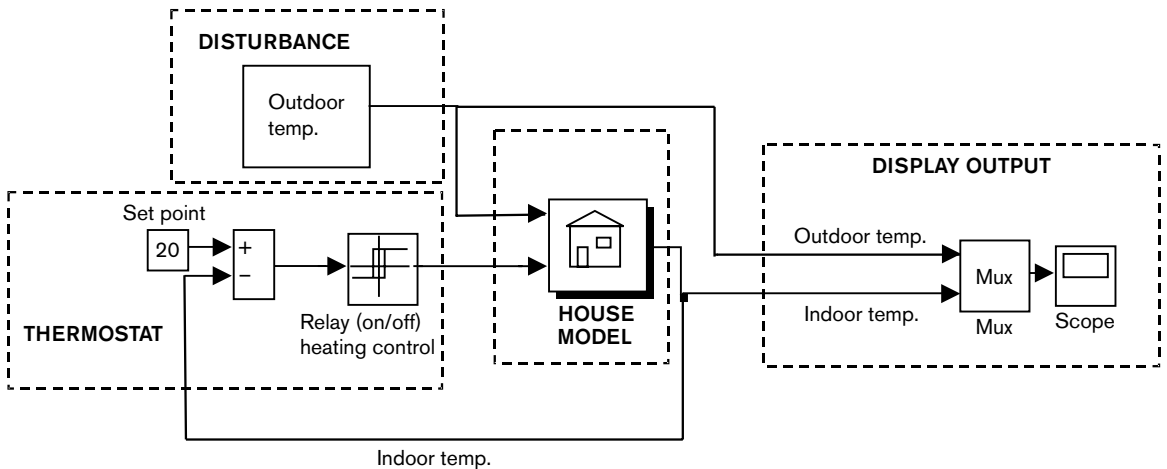 DISTURBANCE
Outdoor
temp.
Set point
20
+
−
THERMOSTAT
Relay (on/off)
heating control
HOUSE
MODEL
DISPLAY OUTPUT
Outdoor temp.
Indoor temp.
Mux
Mux
Scope
Indoor temp.